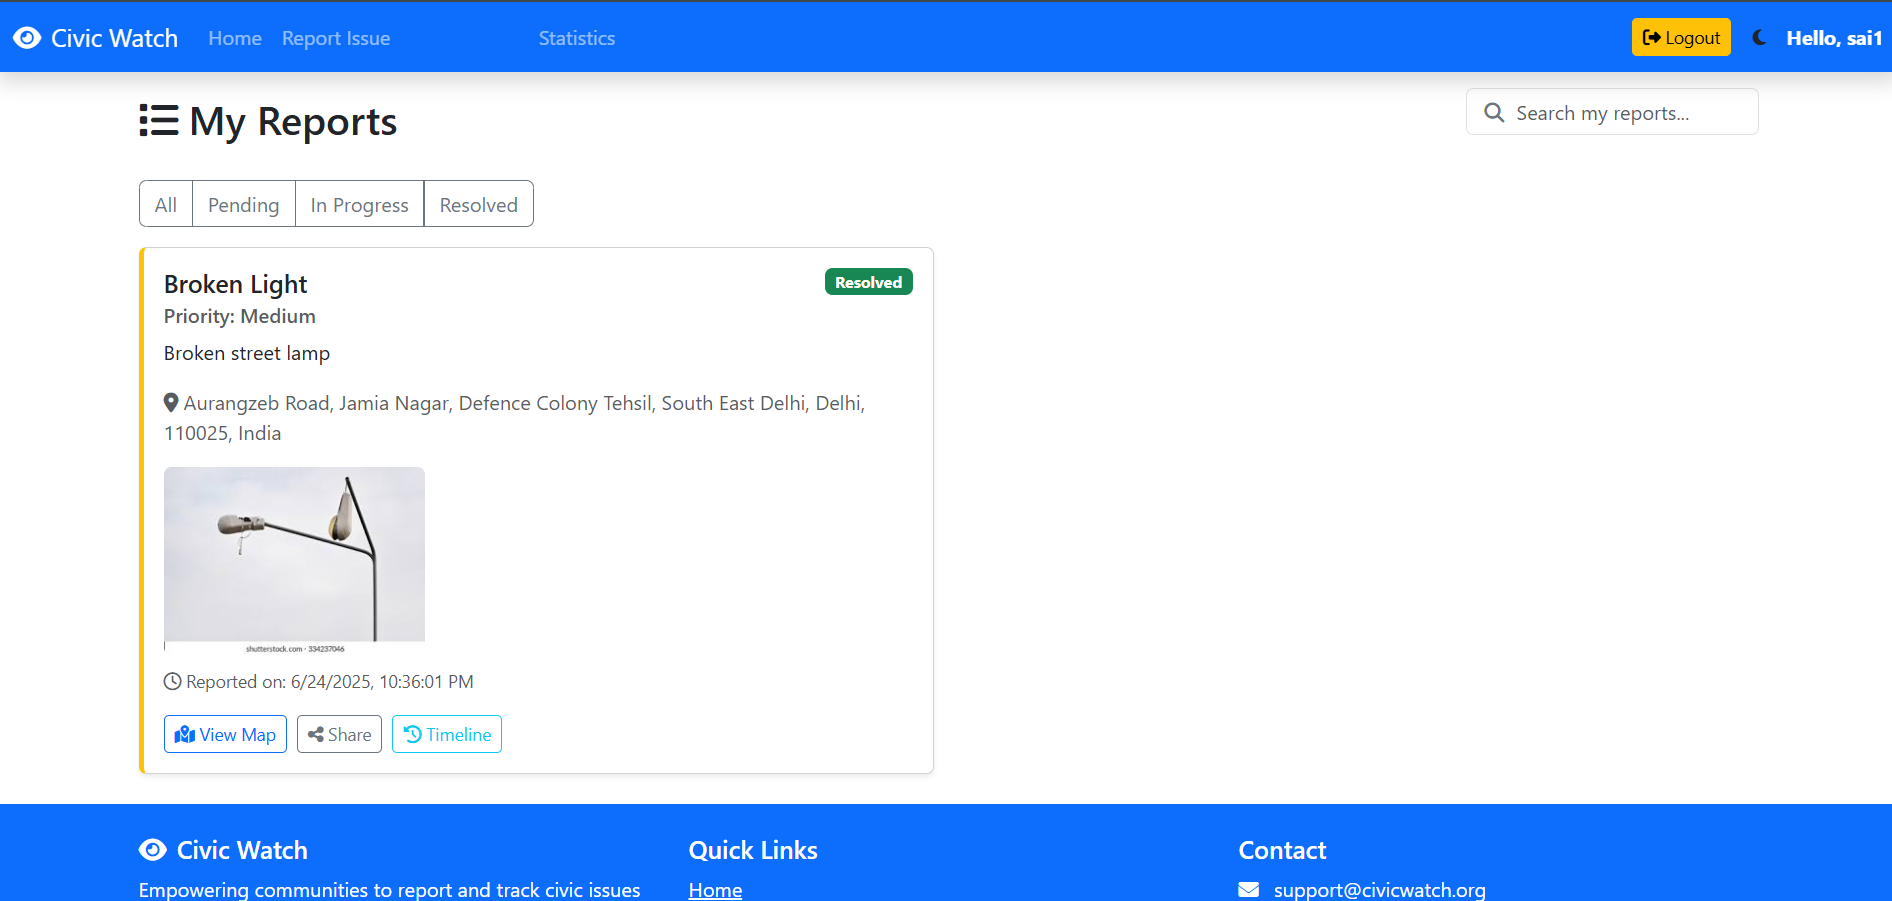 Civic Watch Home Report Issue Statistics Logout Hello, sai1
My Reports
Search my reports...
All Pending In Progress Resolved
Broken Light
Resolved
Priority: Medium
Broken street lamp
Aurangzeb Road, Jamia Nagar, Defence Colony Tehsil, South East Delhi, Delhi,
110025, India
shutterstock.com · 334237046
Reported on: 6/24/2025, 10:36:01 PM
View Map Share Timeline
Civic Watch Quick Links Contact
Empowering communities to report and track civic issues Home support@civicwatch.org